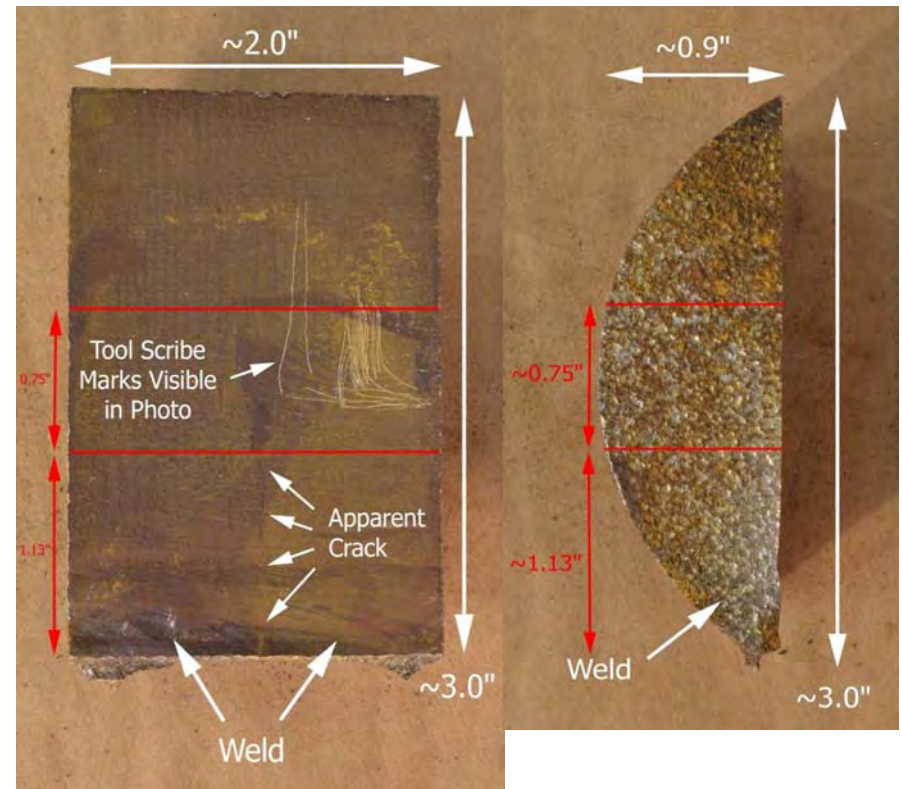 ~2.0"
Tool Scribe
Marks Visible
in Photo
0.75"
Apparent
Crack
1.13"
~3.0"
Weld
~0.9"
~0.75"
~1.13"
Weld
~3.0"